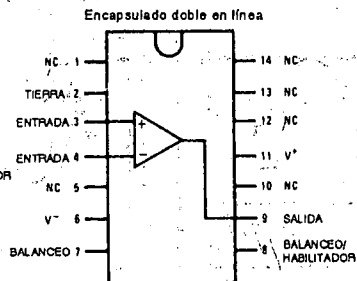 Encapsulado doble en línea
NC 1
TIERRA 2
ENTRADA 3
ENTRADA 4
NC 5
V- 6
BALANCEO 7
+
-
14 NC
13 NC
12 NC
11 V+
10 NC
9 SALIDA
8 BALANCEO/
HABILITADOR
OR